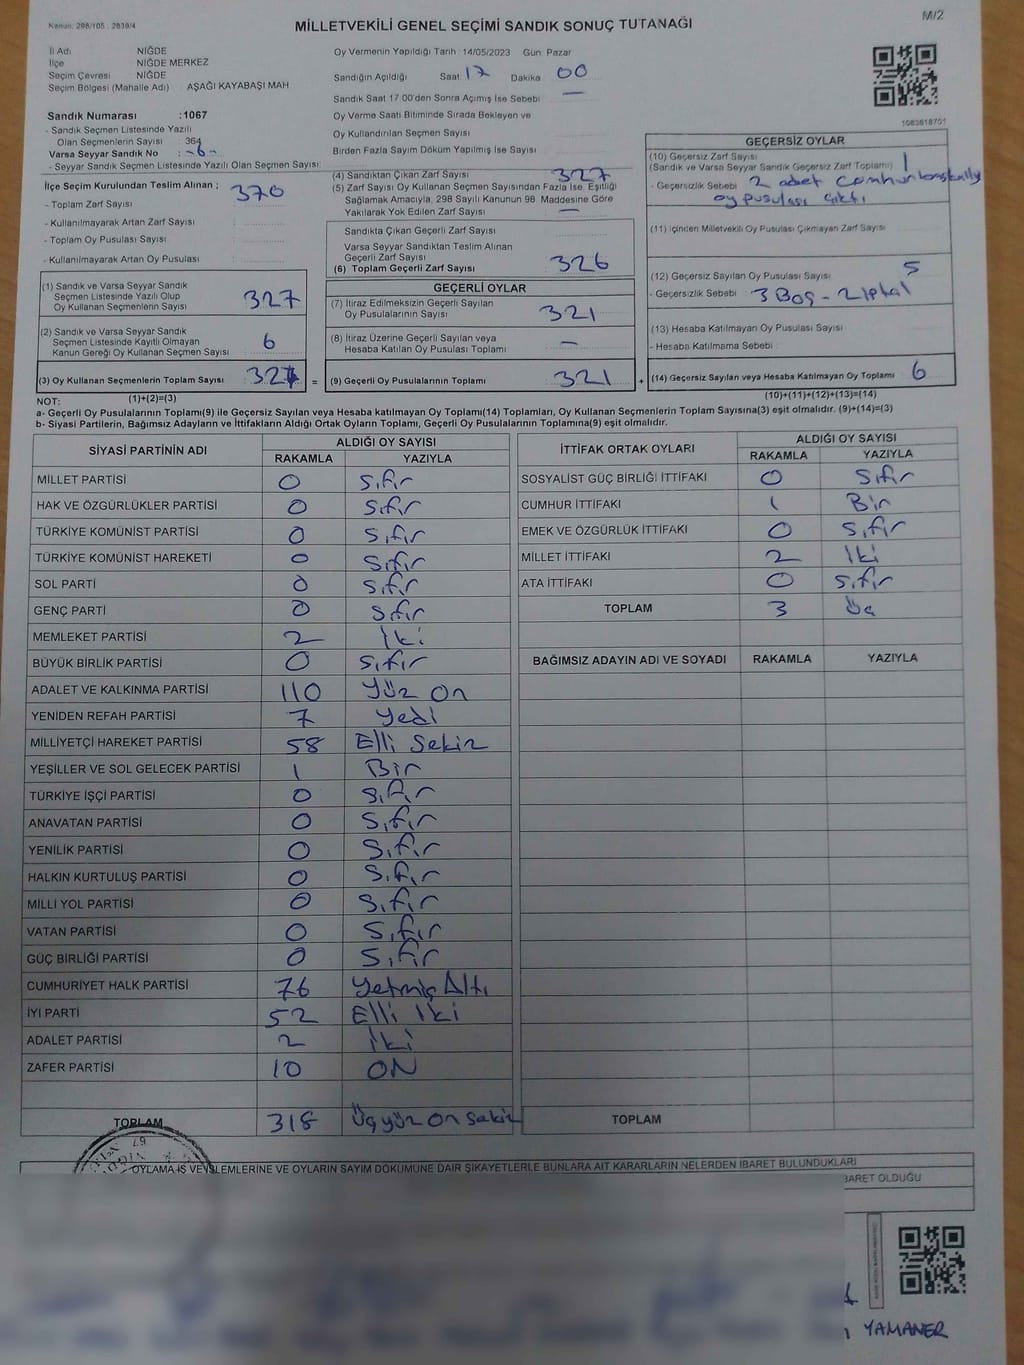 Kanun: 298/105 : 2839/4
MİLLETVEKİLİ GENEL SEÇİMİ SANDIK SONUÇ TUTANAĞI
M/2
İl Adı NİĞDE
İlçe NİĞDE MERKEZ
Seçim Çevresi NİĞDE
Seçim Bölgesi (Mahalle Adı) AŞAĞI KAYABAŞI MAH
Sandık Numarası :1067
- Sandık Seçmen Listesinde Yazılı
Olan Seçmenlerin Sayısı : 364
Varsa Seyyar Sandık No : -6-
- Seyyar Sandık Seçmen Listesinde Yazılı Olan Seçmen Sayısı:
Oy Vermenin Yapıldığı Tarih : 14/05/2023 Gün: Pazar
Sandığın Açıldığı Saat 17 Dakika 00
Sandık Saat 17:00'den Sonra Açımış İse Sebebi —
Oy Verme Saati Bitiminde Sırada Bekleyen ve
Oy Kullandırılan Seçmen Sayısı
Birden Fazla Sayım Döküm Yapılmış İse Sayısı
1083818701
İlçe Seçim Kurulundan Teslim Alınan ;
- Toplam Zarf Sayısı : 370
- Kullanılmayarak Artan Zarf Sayısı :
- Toplam Oy Pusulası Sayısı :
- Kullanılmayarak Artan Oy Pusulası :
(1) Sandık ve Varsa Seyyar Sandık
Seçmen Listesinde Yazılı Olup
Oy Kullanan Seçmenlerin Sayısı 327
(2) Sandık ve Varsa Seyyar Sandık
Seçmen Listesinde Kayıtlı Olmayan
Kanun Gereği Oy Kullanan Seçmen Sayısı 6
(3) Oy Kullanan Seçmenlerin Toplam Sayısı 327 =
(1)+(2)=(3)
(4) Sandıktan Çıkan Zarf Sayısı 327
(5) Zarf Sayısı Oy Kullanan Seçmen Sayısından Fazla İse, Eşitliği
Sağlamak Amacıyla, 298 Sayılı Kanunun 98. Maddesine Göre
Yakılarak Yok Edilen Zarf Sayısı —
Sandıkta Çıkan Geçerli Zarf Sayısı
Varsa Seyyar Sandıktan Teslim Alınan
Geçerli Zarf Sayısı
(6) Toplam Geçerli Zarf Sayısı 326
GEÇERLİ OYLAR
(7) İtiraz Edilmeksizin Geçerli Sayılan
Oy Pusulalarının Sayısı 321
(8) İtiraz Üzerine Geçerli Sayılan veya
Hesaba Katılan Oy Pusulası Toplamı —
(9) Geçerli Oy Pusulalarının Toplamı 321 +
GEÇERSİZ OYLAR
(10) Geçersiz Zarf Sayısı
(Sandık ve Varsa Seyyar Sandık Geçersiz Zarf Toplamı) 1
- Geçersizlik Sebebi 2 adet cumhurbaşkanlığı
oy pusulası çıktı
(11) İçinden Milletvekili Oy Pusulası Çıkmayan Zarf Sayısı
(12) Geçersiz Sayılan Oy Pusulası Sayısı 5
- Geçersizlik Sebebi 3 Boş - 2 iptal
(13) Hesaba Katılmayan Oy Pusulası Sayısı
- Hesaba Katılmama Sebebi
(14) Geçersiz Sayılan veya Hesaba Katılmayan Oy Toplamı 6
(10)+(11)+(12)+(13)=(14)
NOT:
a- Geçerli Oy Pusulalarının Toplamı(9) ile Geçersiz Sayılan veya Hesaba katılmayan Oy Toplamı(14) Toplamları, Oy Kullanan Seçmenlerin Toplam Sayısına(3) eşit olmalıdır. (9)+(14)=(3)
b- Siyasi Partilerin, Bağımsız Adayların ve İttifakların Aldığı Ortak Oyların Toplamı, Geçerli Oy Pusulalarının Toplamına(9) eşit olmalıdır.
SİYASİ PARTİNİN ADI ALDIĞI OY SAYISI
RAKAMLA YAZIYLA
MİLLET PARTİSİ 0 Sıfır
HAK VE ÖZGÜRLÜKLER PARTİSİ 0 Sıfır
TÜRKİYE KOMÜNİST PARTİSİ 0 Sıfır
TÜRKİYE KOMÜNİST HAREKETİ 0 Sıfır
SOL PARTİ 0 Sıfır
GENÇ PARTİ 0 Sıfır
MEMLEKET PARTİSİ 2 İki
BÜYÜK BİRLİK PARTİSİ 0 Sıfır
ADALET VE KALKINMA PARTİSİ 110 Yüz On
YENİDEN REFAH PARTİSİ 7 Yedi
MİLLİYETÇİ HAREKET PARTİSİ 58 Elli Sekiz
YEŞİLLER VE SOL GELECEK PARTİSİ 1 Bir
TÜRKİYE İŞÇİ PARTİSİ 0 Sıfır
ANAVATAN PARTİSİ 0 Sıfır
YENİLİK PARTİSİ 0 Sıfır
HALKIN KURTULUŞ PARTİSİ 0 Sıfır
MİLLİ YOL PARTİSİ 0 Sıfır
VATAN PARTİSİ 0 Sıfır
GÜÇ BİRLİĞİ PARTİSİ 0 Sıfır
CUMHURİYET HALK PARTİSİ 76 Yetmiş Altı
İYİ PARTİ 52 Elli İki
ADALET PARTİSİ 2 İki
ZAFER PARTİSİ 10 ON
TOPLAM 318 Üçyüz On Sekiz
İTTİFAK ORTAK OYLARI ALDIĞI OY SAYISI
RAKAMLA YAZIYLA
SOSYALİST GÜÇ BİRLİĞİ İTTİFAKI 0 Sıfır
CUMHUR İTTİFAKI 1 Bir
EMEK VE ÖZGÜRLÜK İTTİFAKI 0 Sıfır
MİLLET İTTİFAKI 2 İki
ATA İTTİFAKI 0 Sıfır
TOPLAM 3 Üç
BAĞIMSIZ ADAYIN ADI VE SOYADI RAKAMLA YAZIYLA
TOPLAM
OYLAMA İŞ VE İŞLEMLERİNE VE OYLARIN SAYIM DÖKÜMÜNE DAİR ŞİKAYETLERLE BUNLARA AİT KARARLARIN NELERDEN İBARET BULUNDUKLARI
BARET OLDUĞU
YAMANER